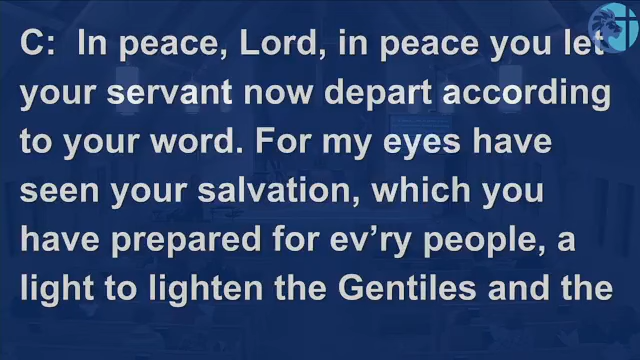 C:  In peace, Lord, in peace you let
your servant now depart according
to your word. For my eyes have
seen your salvation, which you
have prepared for ev’ry people, a
light to lighten the Gentiles and the